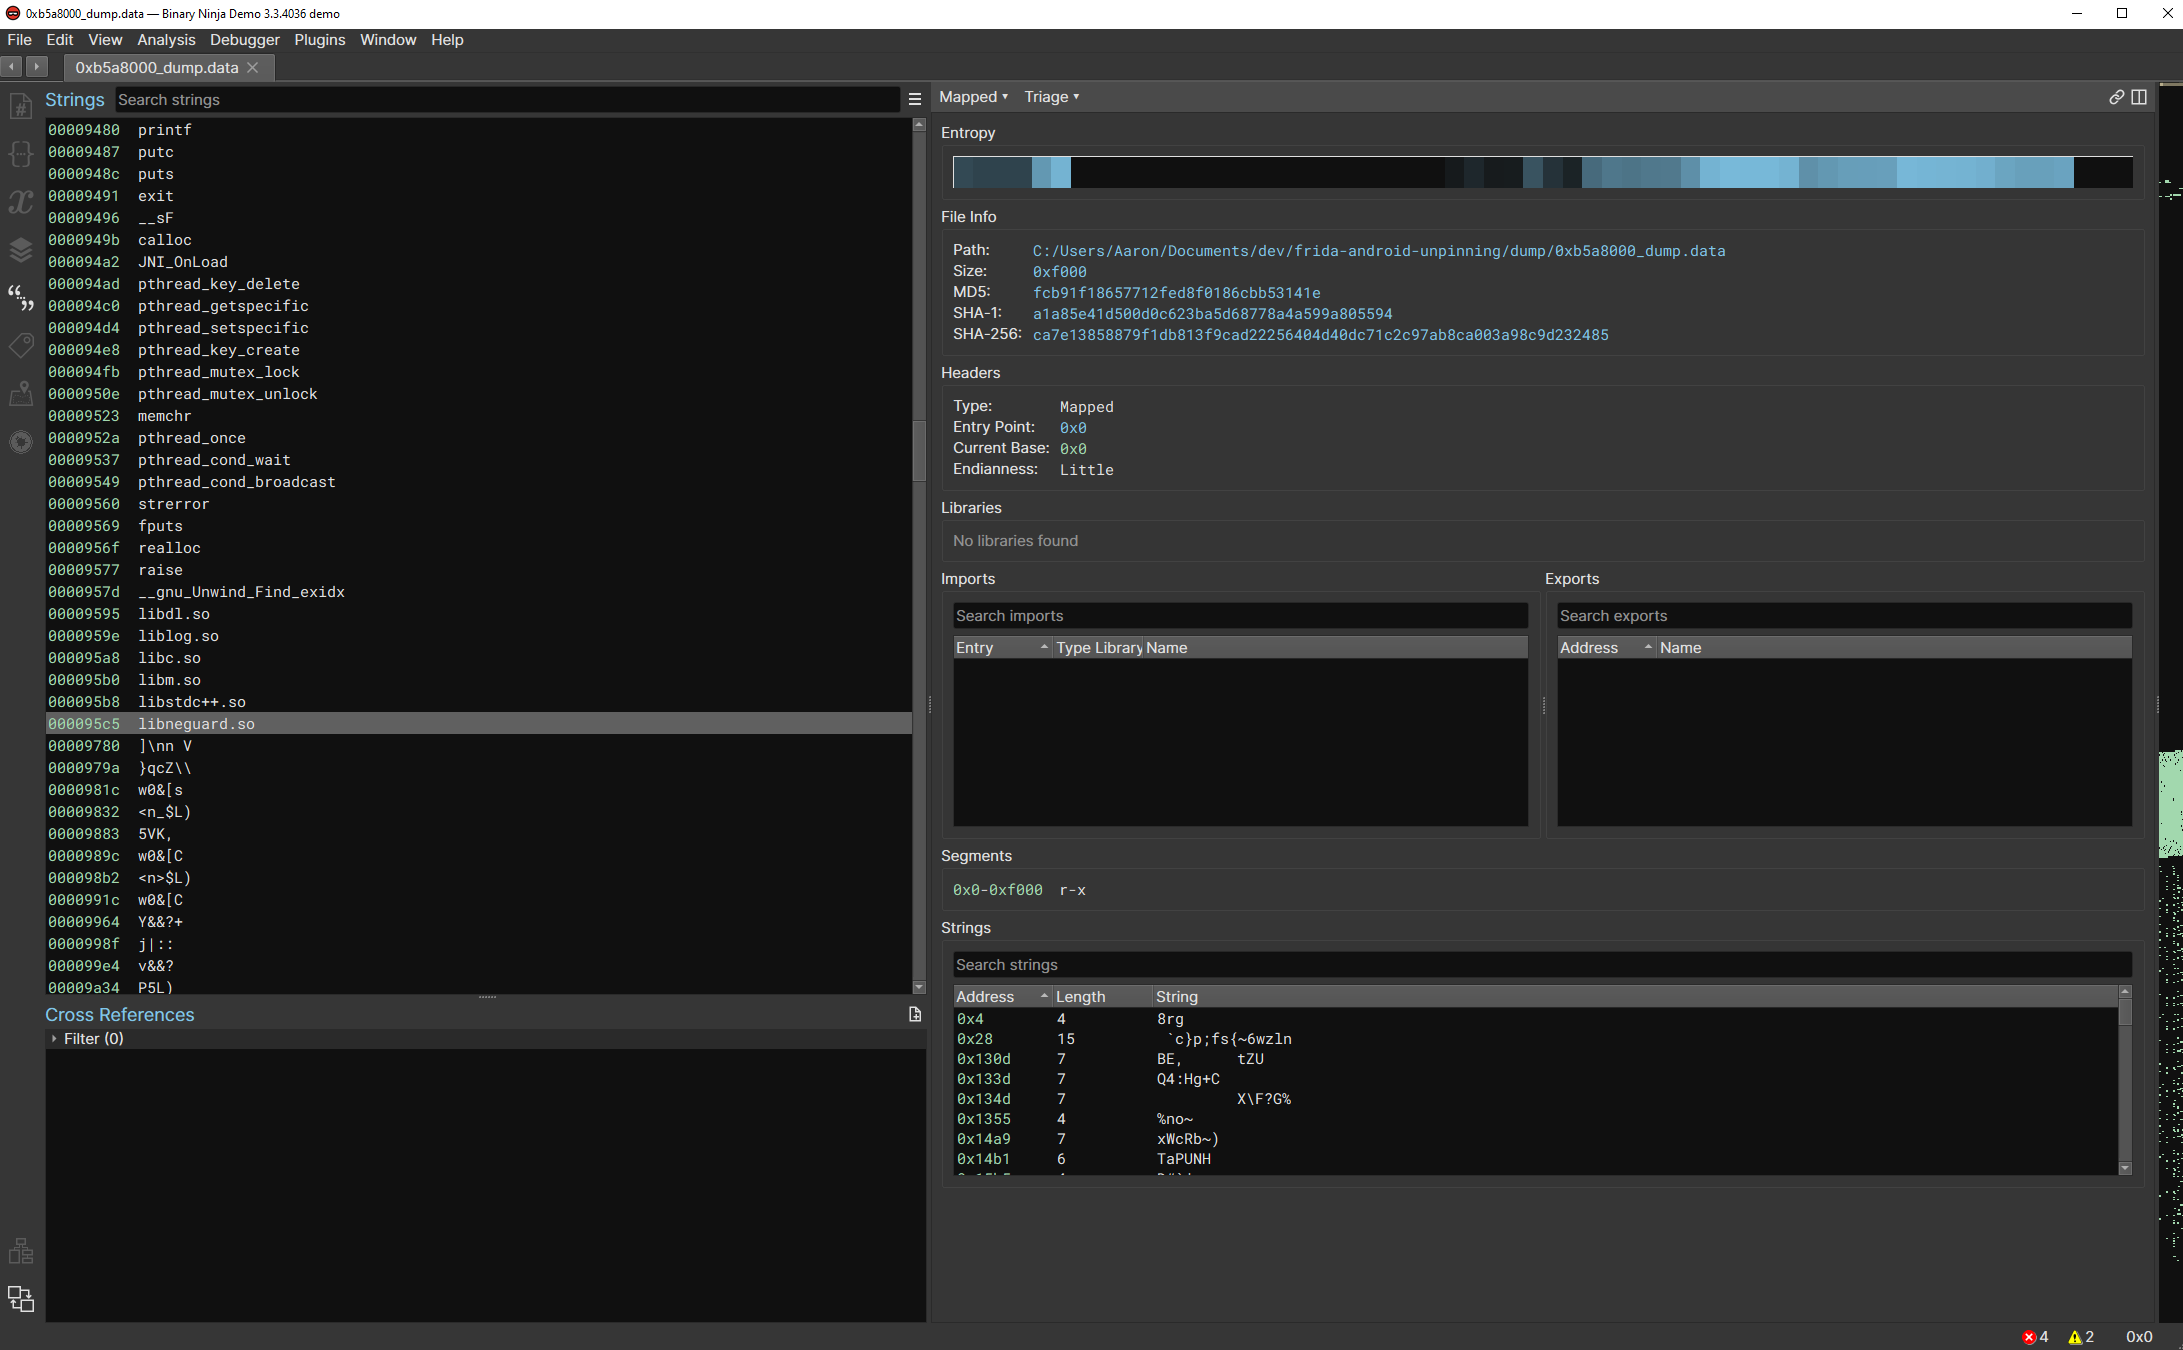 0xb5a8000_dump.data — Binary Ninja Demo 3.3.4036 demo
File Edit View Analysis Debugger Plugins Window Help
0xb5a8000_dump.data
Strings
Search strings
00009480 printf
00009487 putc
0000948c puts
00009491 exit
00009496 __sF
0000949b calloc
000094a2 JNI_OnLoad
000094ad pthread_key_delete
000094c0 pthread_getspecific
000094d4 pthread_setspecific
000094e8 pthread_key_create
000094fb pthread_mutex_lock
0000950e pthread_mutex_unlock
00009523 memchr
0000952a pthread_once
00009537 pthread_cond_wait
00009549 pthread_cond_broadcast
00009560 strerror
00009569 fputs
0000956f realloc
00009577 raise
0000957d __gnu_Unwind_Find_exidx
00009595 libdl.so
0000959e liblog.so
000095a8 libc.so
000095b0 libm.so
000095b8 libstdc++.so
000095c5 libneguard.so
00009780 ]\nn V
0000979a }qcZ\\
0000981c w0&[s
00009832 <n_$L)
00009883 5VK,
0000989c w0&[C
000098b2 <n>$L)
0000991c w0&[C
00009964 Y&&?+
0000998f j|::
000099e4 v&&?
00009a34 P5L)
Cross References
Filter (0)
Mapped Triage
Entropy
File Info
Path: C:/Users/Aaron/Documents/dev/frida-android-unpinning/dump/0xb5a8000_dump.data
Size: 0xf000
MD5: fcb91f18657712fed8f0186cbb53141e
SHA-1: a1a85e41d500d0c623ba5d68778a4a599a805594
SHA-256: ca7e13858879f1db813f9cad22256404d40dc71c2c97ab8ca003a98c9d232485
Headers
Type: Mapped
Entry Point: 0x0
Current Base: 0x0
Endianness: Little
Libraries
No libraries found
Imports
Search imports
Entry Type Library Name
Exports
Search exports
Address Name
Segments
0x0-0xf000 r-x
Strings
Search strings
Address Length String
0x4 4 8rg
0x28 15 `c}p;fs{~6wzln
0x130d 7 BE, tZU
0x133d 7 Q4:Hg+C
0x134d 7 X\F?G%
0x1355 4 %no~
0x14a9 7 xWcRb~)
0x14b1 6 TaPUNH
4 2 0x0